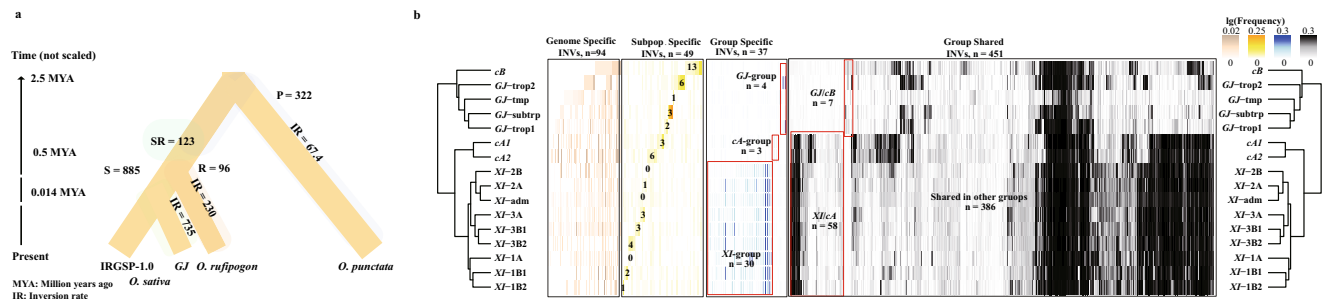 a
Time (not scaled)
2.5 MYA
0.5 MYA
0.014 MYA
Present
P = 322
IR = 67.4
SR = 123
S = 885
R = 96
IR = 230
IR = 735
IRGSP-1.0
GJ
O. rufipogon
O. sativa
O. punctata
MYA: Million years ago
IR: Inversion rate
b
Genome Specific
INVs, n=94
Subpop. Specific
INVs, n = 49
Group Specific
INVs, n = 37
Group Shared
INVs, n = 451
lg(Frequency)
0.02 0.25 0.3 0.3
0 0 0 0
cB
GJ-trop2
GJ-tmp
GJ-subtrp
GJ-trop1
cA1
cA2
XI-2B
XI-2A
XI-adm
XI-3A
XI-3B1
XI-3B2
XI-1A
XI-1B1
XI-1B2
13
6
1
3
2
3
6
0
1
0
3
3
4
0
2
1
GJ-group
n = 4
cA-group
n = 3
XI-group
n = 30
GJ/cB
n = 7
XI/cA
n = 58
Shared in other gruops
n = 386
cB
GJ-trop2
GJ-tmp
GJ-subtrp
GJ-trop1
cA1
cA2
XI-2B
XI-2A
XI-adm
XI-3A
XI-3B1
XI-3B2
XI-1A
XI-1B1
XI-1B2